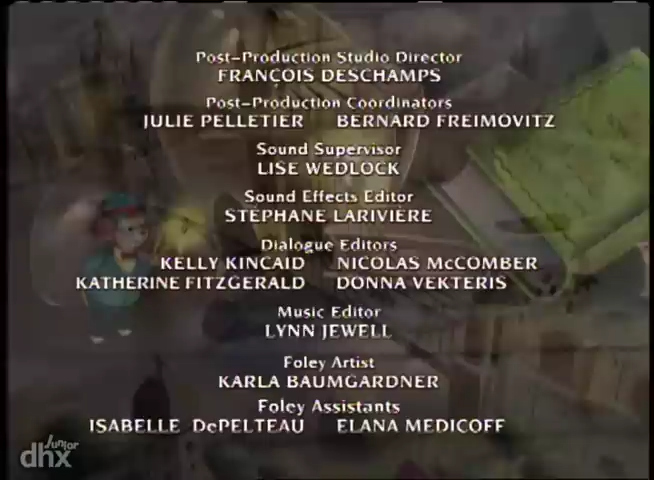 Post-Production Studio Director
FRANÇOIS DESCHAMPS
Post-Production Coordinators
JULIE PELLETIER BERNARD FREIMOVITZ
Sound Supervisor
LISE WEDLOCK
Sound Effects Editor
STÉPHANE LARIVIÈRE
Dialogue Editors
KELLY KINCAID NICOLAS McCOMBER
KATHERINE FITZGERALD DONNA VEKTERIS
Music Editor
LYNN JEWELL
Foley Artist
KARLA BAUMGARDNER
Foley Assistants
ISABELLE DePELTEAU ELANA MEDICOFF
dhx Junior